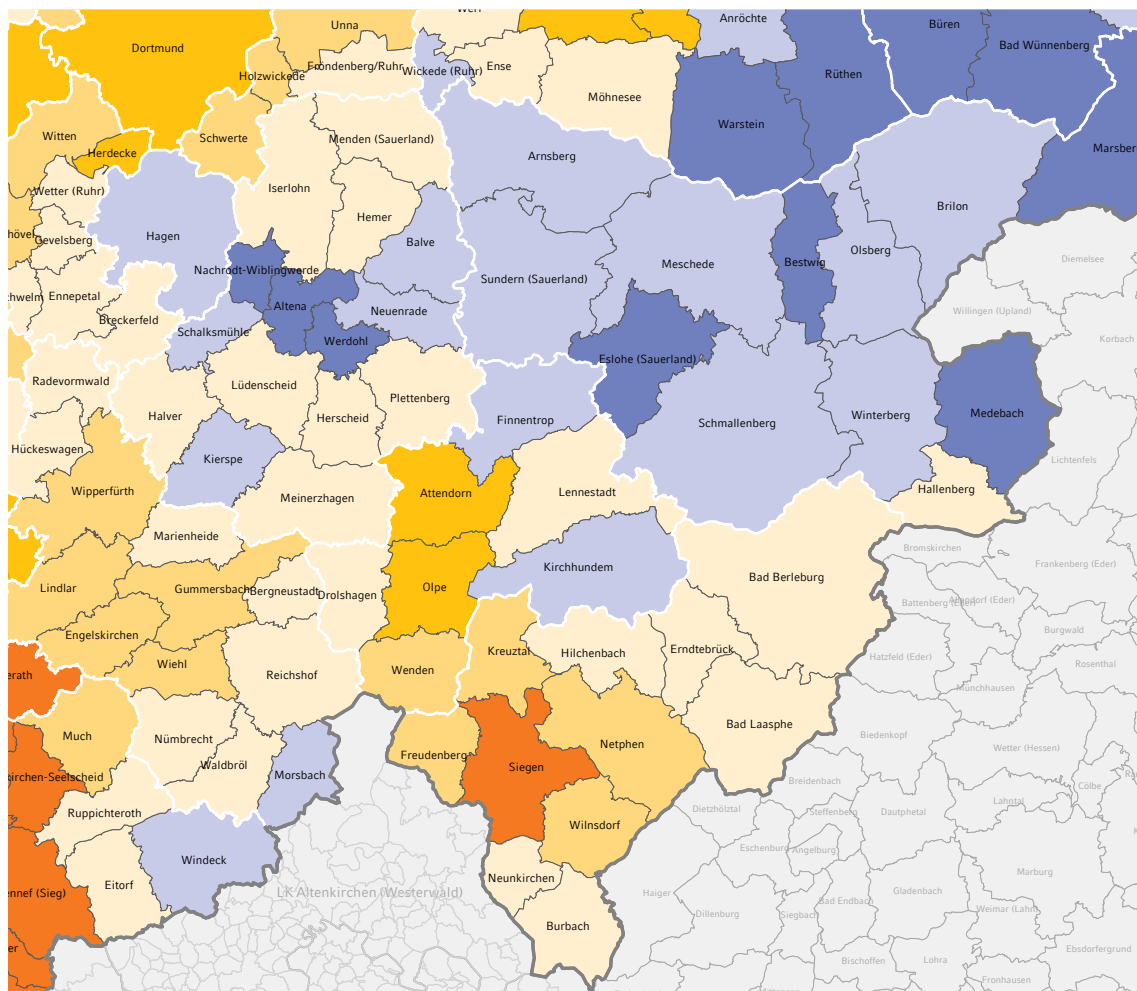 Anröchte
Büren
Unna
Bad Wünnenberg
Dortmund
Fröndenberg/Ruhr
Wickede (Ruhr)
Ense
Rüthen
Holzwickede
Möhnesee
Warstein
Witten
Schwerte
Menden (Sauerland)
Herdecke
Arnsberg
Marsberg
Wetter (Ruhr)
Iserlohn
Hemer
Brilon
Gevelsberg
Hagen
Balve
Olsberg
Diemelsee
Nachrodt-Wiblingwerde
Sundern (Sauerland)
Meschede
Bestwig
Ennepetal
Altena
Neuenrade
Willingen (Upland)
Breckerfeld
Schalksmühle
Werdohl
Korbach
Eslohe (Sauerland)
Radevormwald
Lüdenscheid
Plettenberg
Halver
Herscheid
Finnentrop
Schmallenberg
Winterberg
Medebach
Hückeswagen
Kierspe
Lichtenfels
Wipperfürth
Meinerzhagen
Attendorn
Lennestadt
Hallenberg
Marienheide
Bromskirchen
Frankenberg (Eder)
Kirchhundem
Bad Berleburg
Lindlar
Gummersbach
Bergneustadt
Drolshagen
Olpe
Battenberg (Eder)
Allendorf (Eder)
Burgwald
Engelskirchen
Kreuztal
Hilchenbach
Erndtebrück
Hatzfeld (Eder)
Rosenthal
Wiehl
Reichshof
Wenden
Münchhausen
erath
Bad Laasphe
Much
Nümbrecht
Netphen
Biedenkopf
Wetter (Hessen)
Waldbröl
Freudenberg
Siegen
Morsbach
kirchen-Seelscheid
Breidenbach
Cölbe
Ruppichteroth
Dietzhölztal
Steffenberg
Dautphetal
Lahntal
Wilnsdorf
Eschenburg
Angelburg
Windeck
Neunkirchen
Marburg
Eitorf
LK Altenkirchen (Westerwald)
Haiger
Gladenbach
ennef (Sieg)
Bad Endbach
Dillenburg
Siegbach
Weimar (Lahn)
Burbach
Ebsdorfergrund
Bischoffen
Lohra
Fronhausen